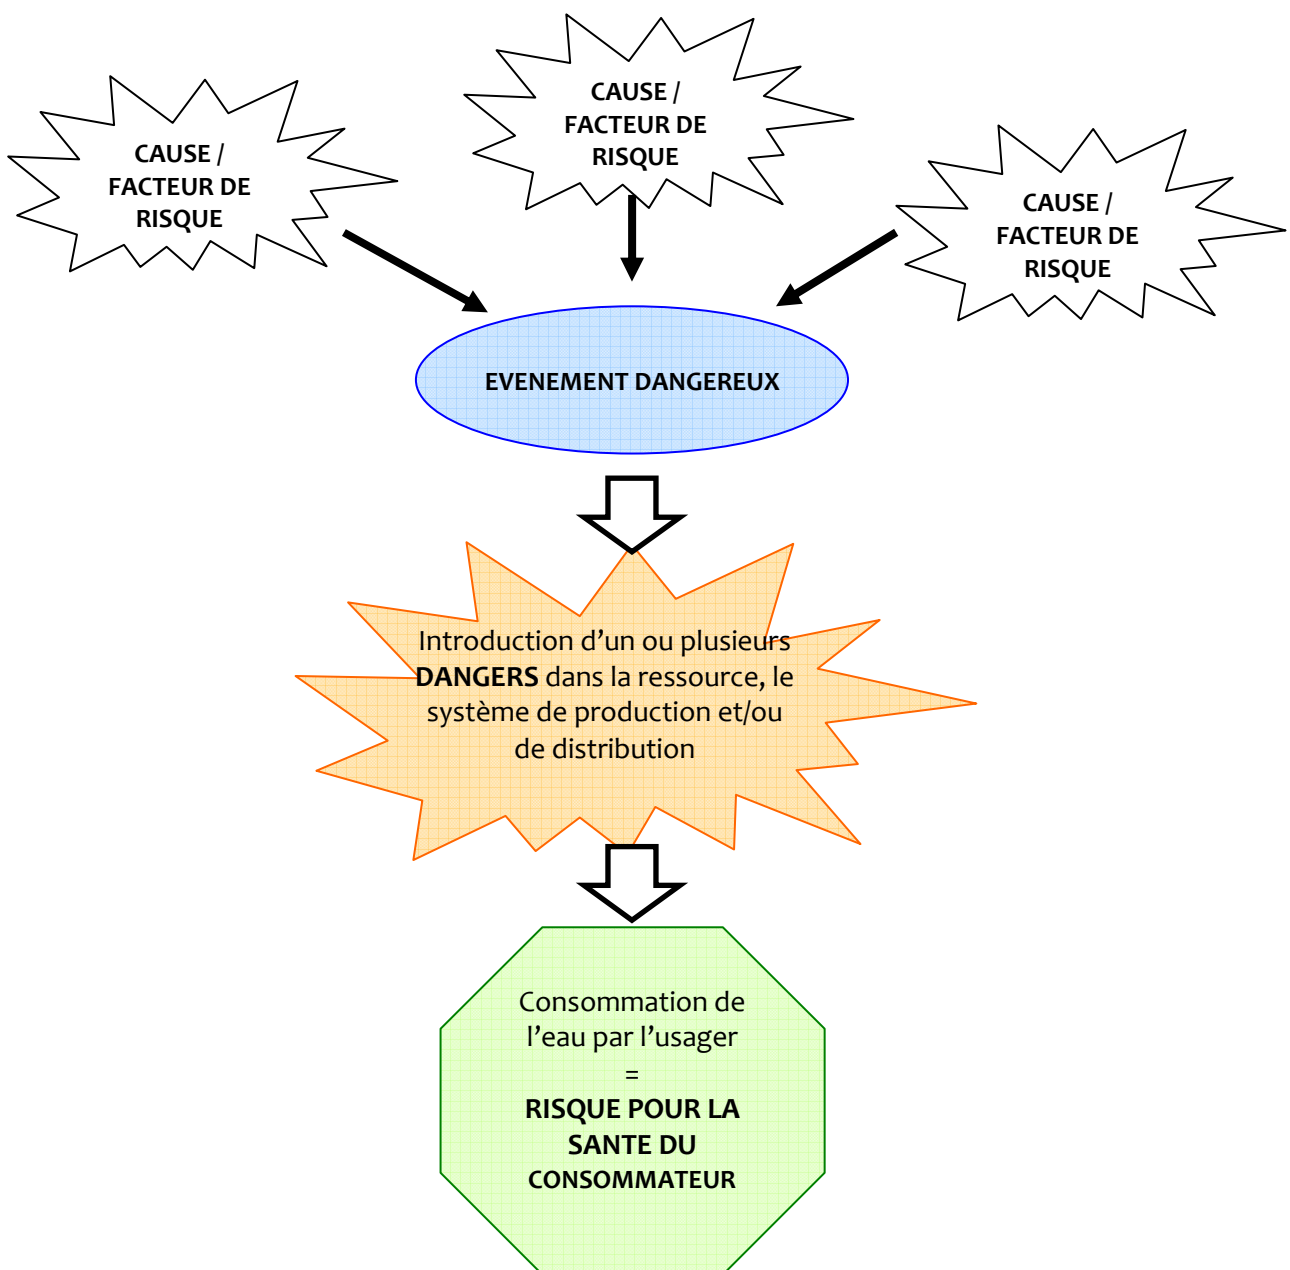 CAUSE /
FACTEUR DE
RISQUE
CAUSE /
FACTEUR DE
RISQUE
CAUSE /
FACTEUR DE
RISQUE
EVENEMENT DANGEREUX
Introduction d’un ou plusieurs
DANGERS dans la ressource, le
système de production et/ou
de distribution
Consommation de
l’eau par l’usager
=
RISQUE POUR LA
SANTE DU
CONSOMMATEUR